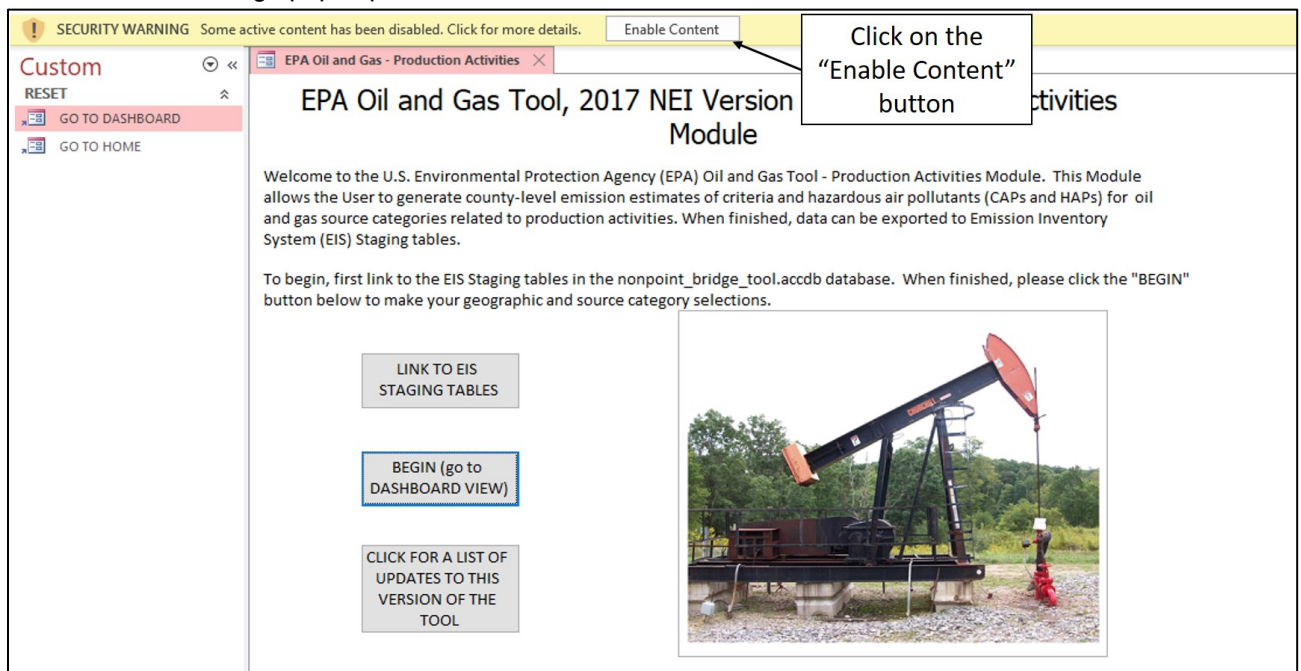 SECURITY WARNING Some active content has been disabled. Click for more details. Enable Content
Click on the
“Enable Content”
button
Custom
RESET
GO TO DASHBOARD
GO TO HOME
EPA Oil and Gas - Production Activities
EPA Oil and Gas Tool, 2017 NEI Version
Module
Welcome to the U.S. Environmental Protection Agency (EPA) Oil and Gas Tool - Production Activities Module. This Module
allows the User to generate county-level emission estimates of criteria and hazardous air pollutants (CAPs and HAPs) for oil
and gas source categories related to production activities. When finished, data can be exported to Emission Inventory
System (EIS) Staging tables.
To begin, first link to the EIS Staging tables in the nonpoint_bridge_tool.accdb database. When finished, please click the "BEGIN"
button below to make your geographic and source category selections.
LINK TO EIS
STAGING TABLES
BEGIN (go to
DASHBOARD VIEW)
CLICK FOR A LIST OF
UPDATES TO THIS
VERSION OF THE
TOOL
CHURCHILL